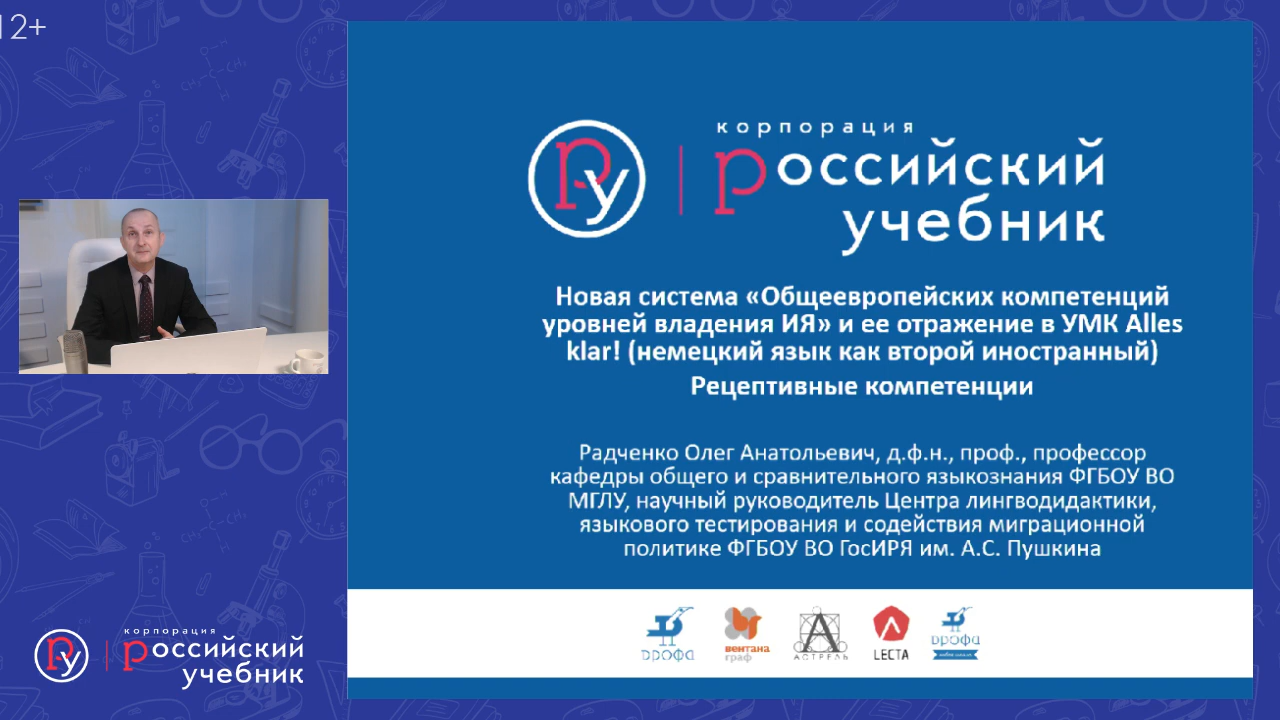 12+
корпорация
российский
учебник
Новая система «Общеевропейских компетенций
уровней владения ИЯ» и ее отражение в УМК Alles
klar! (немецкий язык как второй иностранный)
Рецептивные компетенции
Радченко Олег Анатольевич, д.ф.н., проф., профессор
кафедры общего и сравнительного языкознания ФГБОУ ВО
МГЛУ, научный руководитель Центра лингводидактики,
языкового тестирования и содействия миграционной
политике ФГБОУ ВО ГосИРЯ им. А.С. Пушкина
дрофа
вентана
граф
АСТРЕЛЬ
LECTA
дрофа
корпорация
российский
учебник